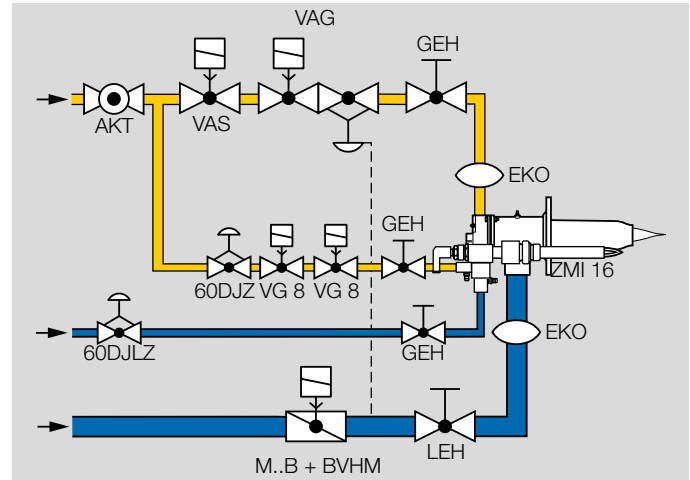 VAG
GEH
AKT
VAS
EKO
GEH
60DJZ
VG 8
VG 8
ZMI 16
60DJLZ
GEH
EKO
M..B + BVHM
LEH